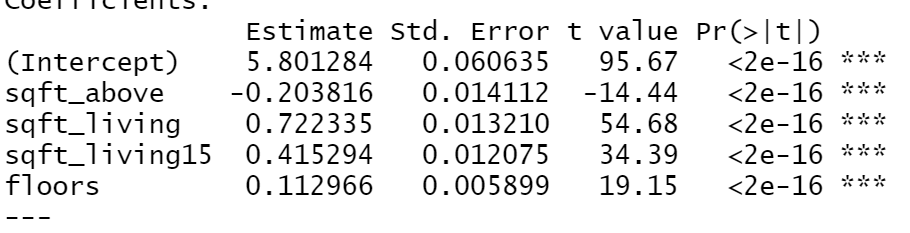 Coefficients:
Estimate Std. Error t value Pr(>|t|)
(Intercept) 5.801284 0.060635 95.67 <2e-16 ***
sqft_above -0.203816 0.014112 -14.44 <2e-16 ***
sqft_living 0.722335 0.013210 54.68 <2e-16 ***
sqft_living15 0.415294 0.012075 34.39 <2e-16 ***
floors 0.112966 0.005899 19.15 <2e-16 ***
---